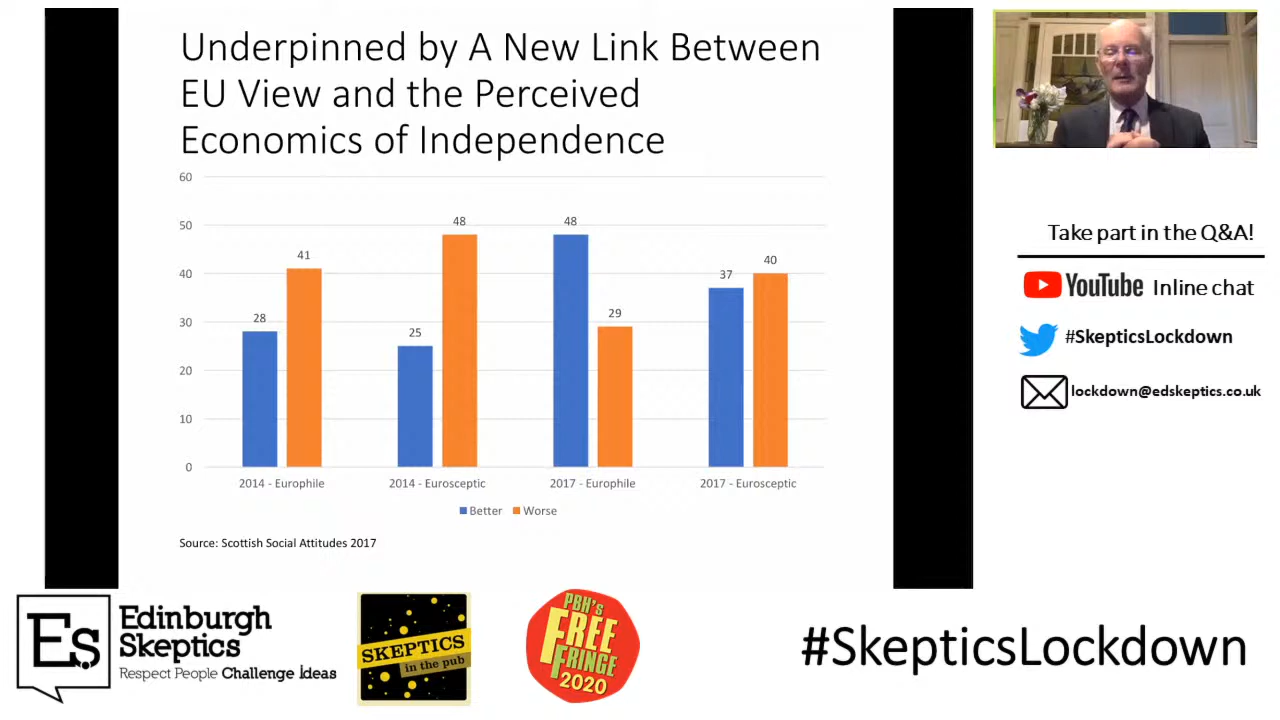 Underpinned by A New Link Between
EU View and the Perceived
Economics of Independence
60
50
40
30
20
10
0
28
41
25
48
48
29
37
40
2014 - Europhile
2014 - Eurosceptic
2017 - Europhile
2017 - Eurosceptic
Better
Worse
Source: Scottish Social Attitudes 2017
Take part in the Q&A!
YouTube Inline chat
#SkepticsLockdown
lockdown@edskeptics.co.uk
Es
Edinburgh
Skeptics
Respect People Challenge Ideas
SKEPTICS
in the pub
PBH's
FREE
FRINGE
2020
#SkepticsLockdown